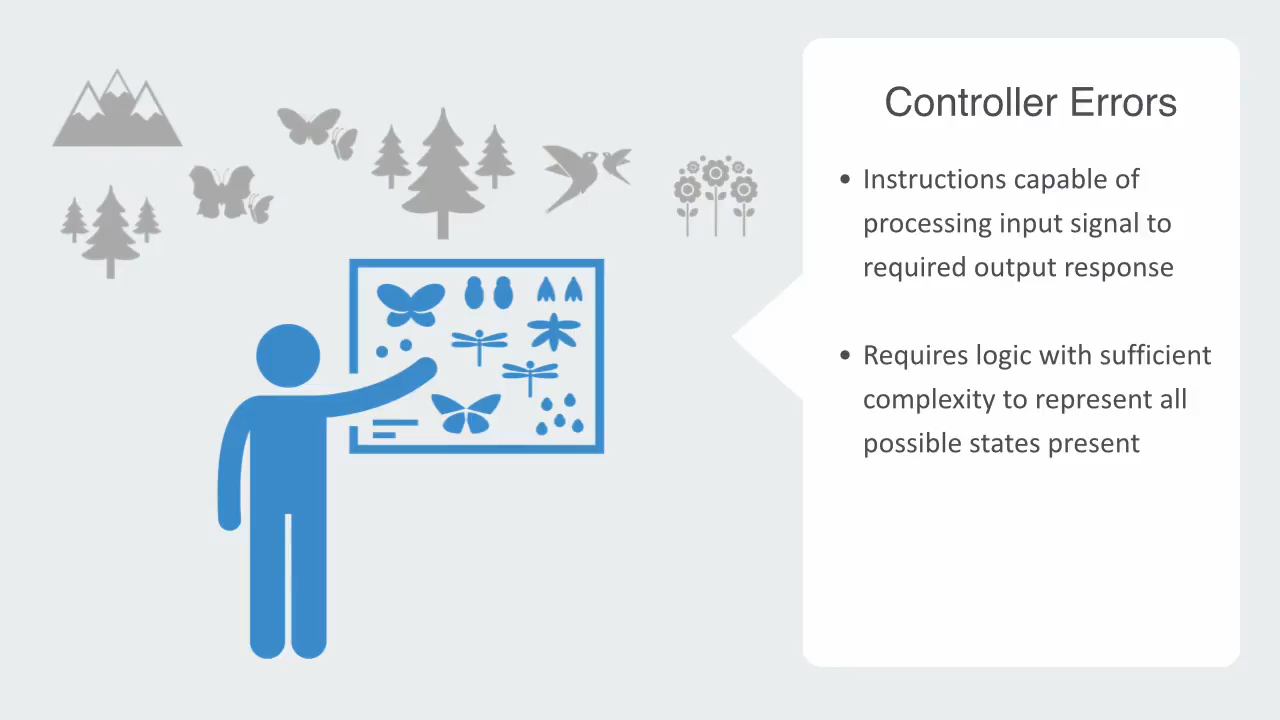 Controller Errors
• Instructions capable of
processing input signal to
required output response
• Requires logic with sufficient
complexity to represent all
possible states present